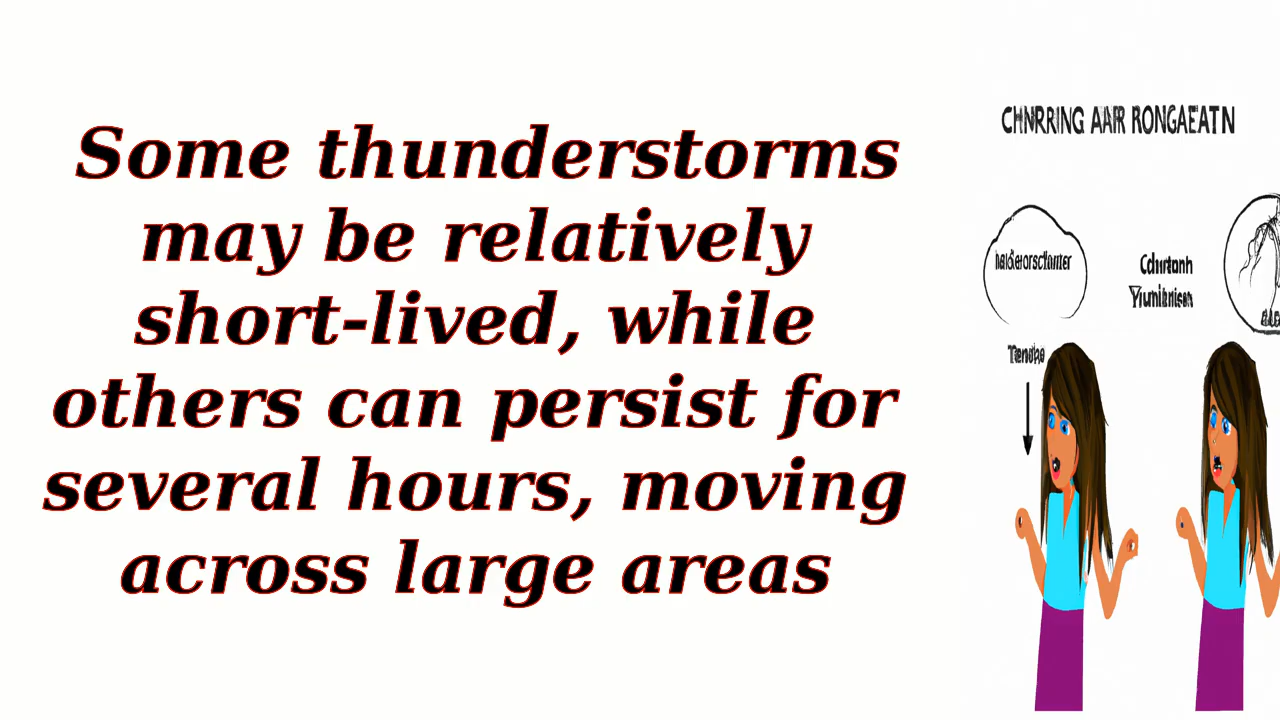 Some thunderstorms
may be relatively
short-lived, while
others can persist for
several hours, moving
across large areas